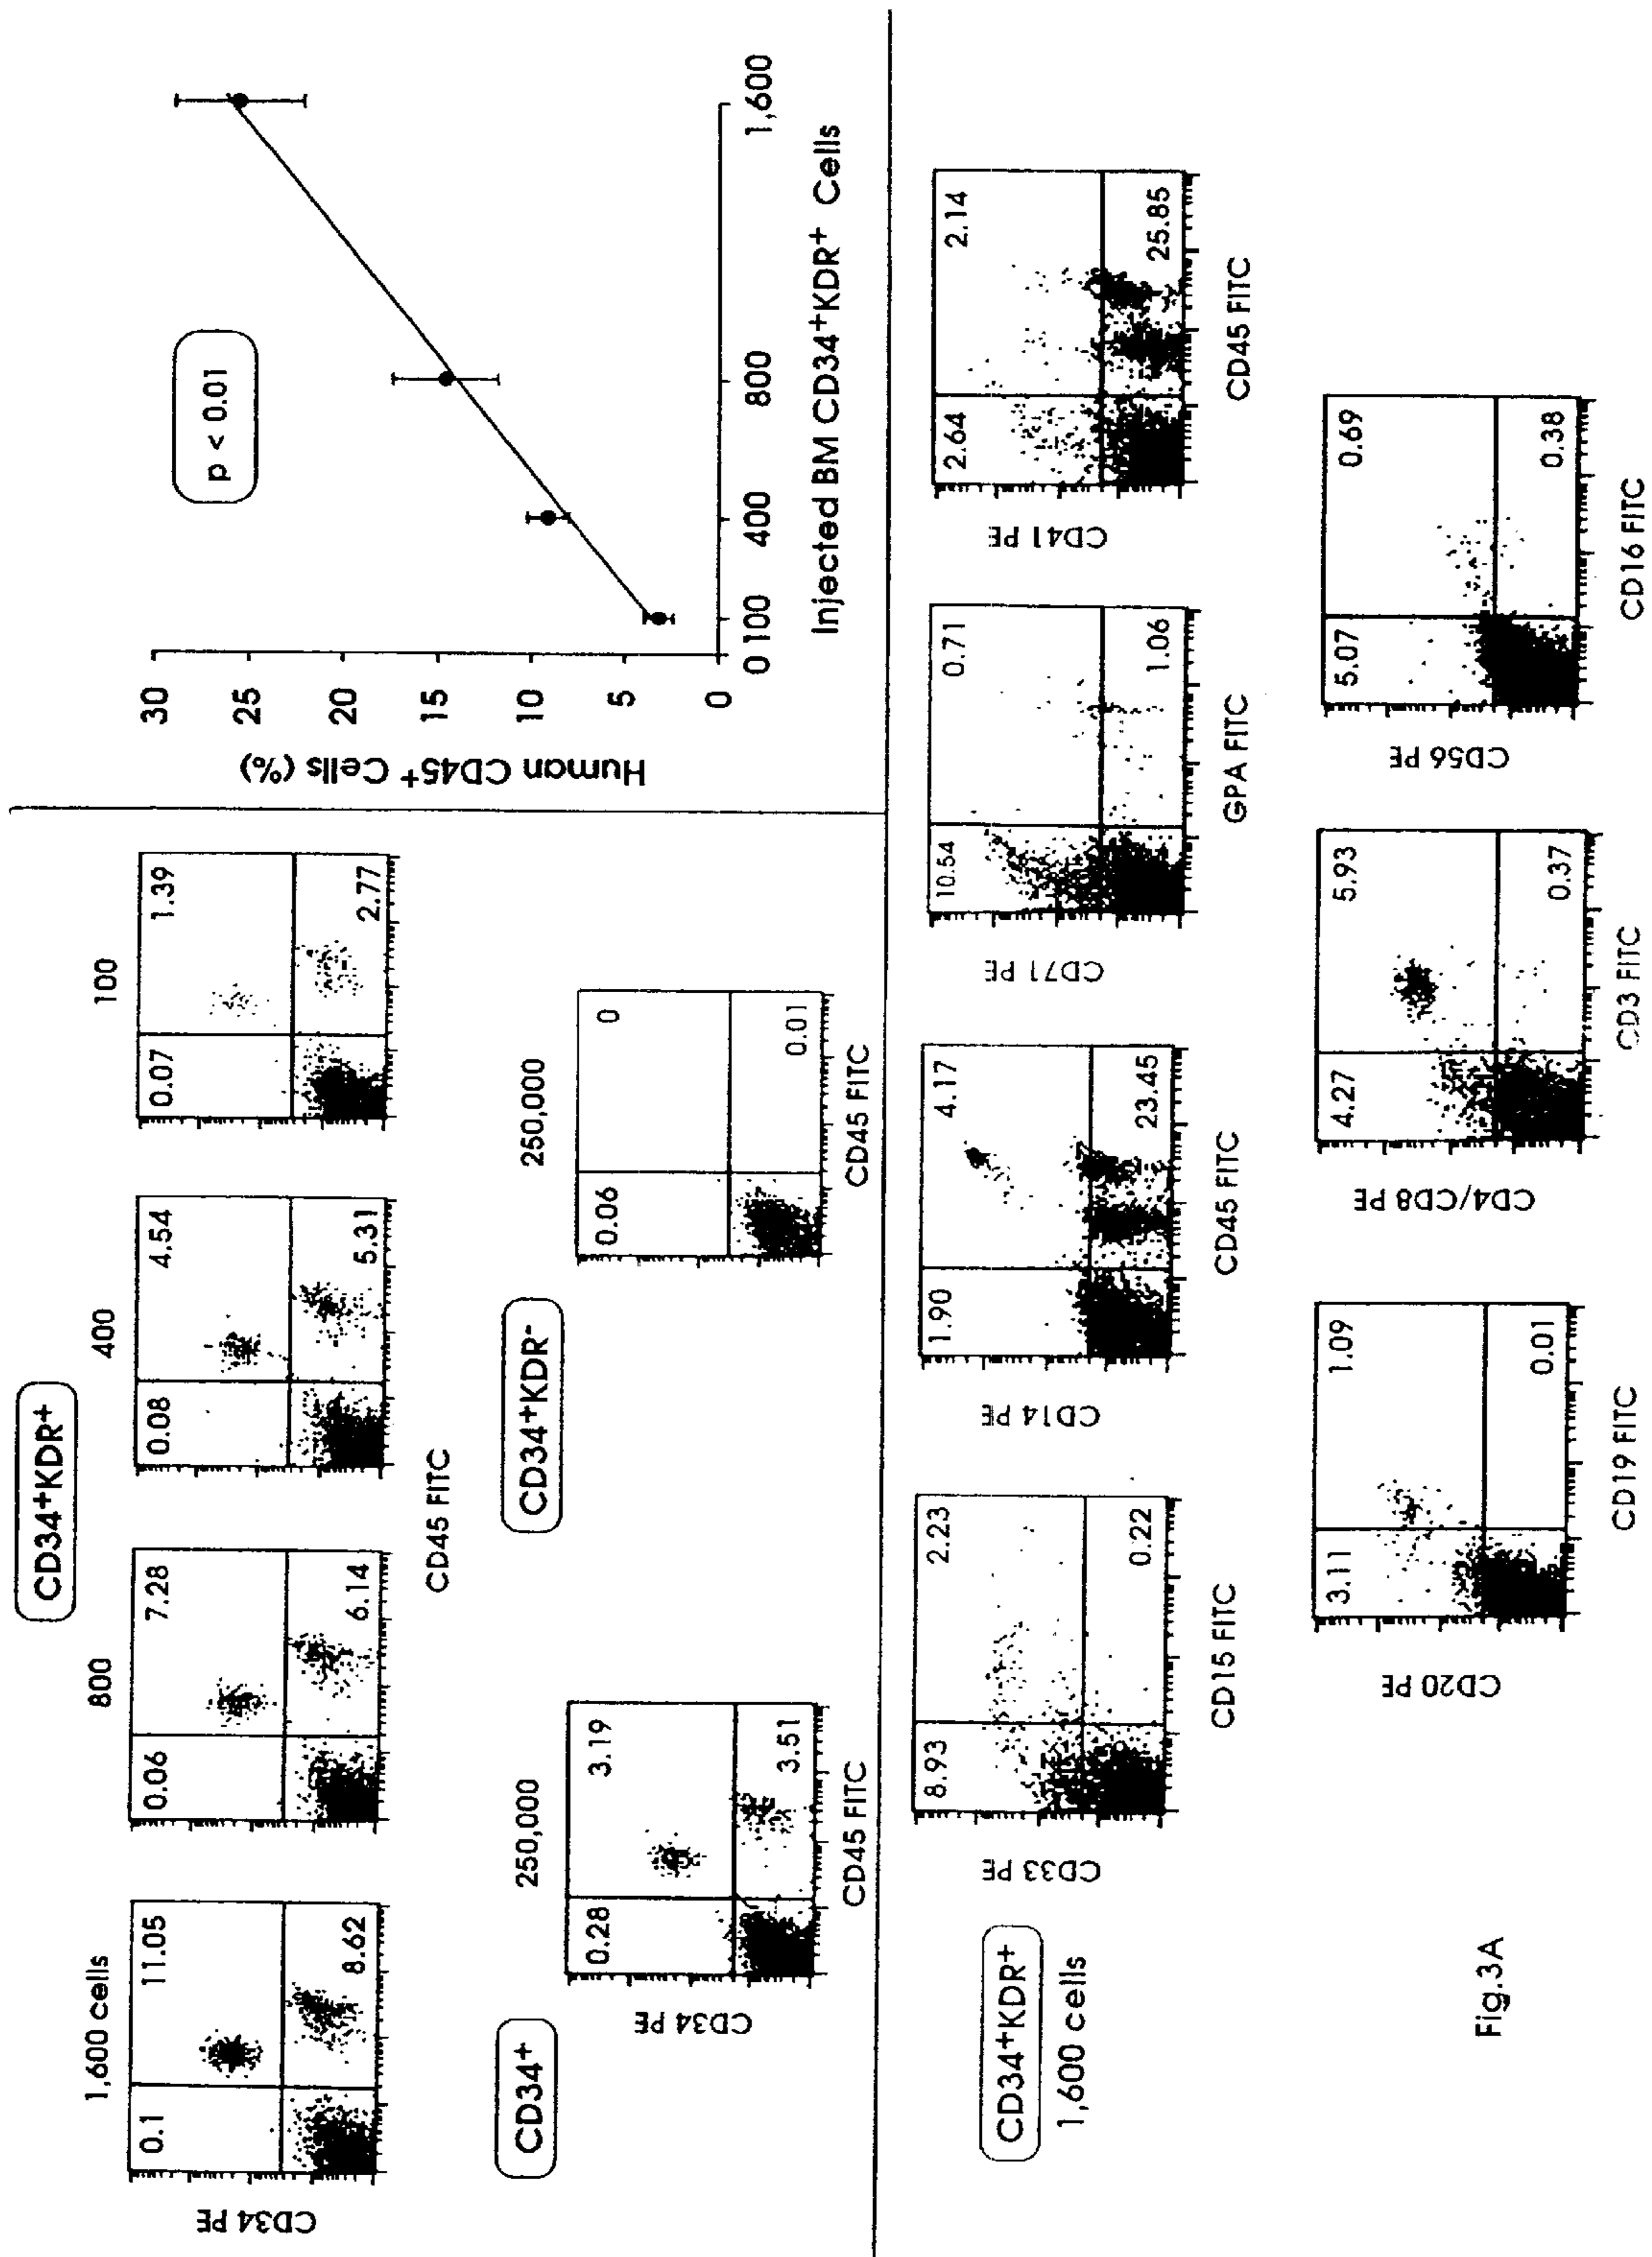 CD34⁺KDR⁺
1,600 cells
800
400
100
CD34 PE
0.1
11.05
8.62
0.06
7.28
6.14
0.08
4.54
5.31
0.07
1.39
2.77
CD45 FITC
CD34⁺
250,000
CD34 PE
0.28
3.19
3.51
CD45 FITC
CD34⁺KDR⁻
250,000
0.06
0
0.01
CD45 FITC
Human CD45⁺ Cells (%)
30
25
20
15
10
5
0
p < 0.01
0 100 400 800 1,600
Injected BM CD34⁺KDR⁺ Cells
CD34⁺KDR⁺
1,600 cells
CD33 PE
8.93
2.23
0.22
CD15 FITC
CD14 PE
1.90
4.17
23.45
CD45 FITC
CD71 PE
10.54
0.71
1.06
GPA FITC
CD41 PE
2.64
2.14
25.85
CD45 FITC
CD20 PE
3.11
1.09
0.01
CD19 FITC
CD4/CD8 PE
4.27
5.93
0.37
CD3 FITC
CD56 PE
5.07
0.69
0.38
CD16 FITC
Fig.3A